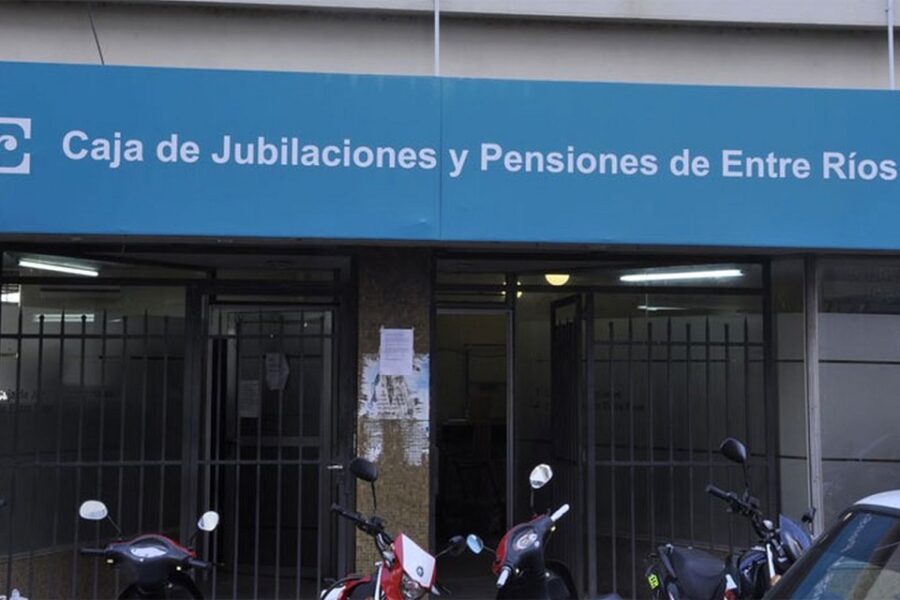 Caja de Jubilaciones y Pensiones de Entre Ríos